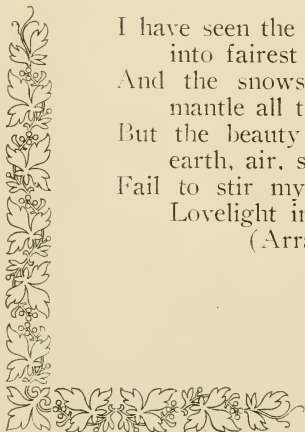 I have seen the
into fairest
And the snows
mantle all t
But the beauty
earth, air, s
Fail to stir my
Lovelight in
(Arra